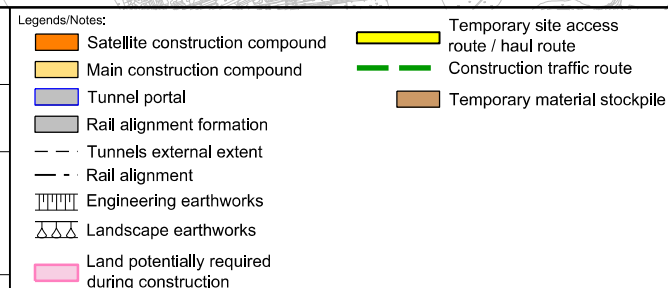 Legends/Notes:
Satellite construction compound
Main construction compound
Tunnel portal
Rail alignment formation
Tunnels external extent
Rail alignment
Engineering earthworks
Landscape earthworks
Land potentially required
during construction
Temporary site access
route / haul route
Construction traffic route
Temporary material stockpile